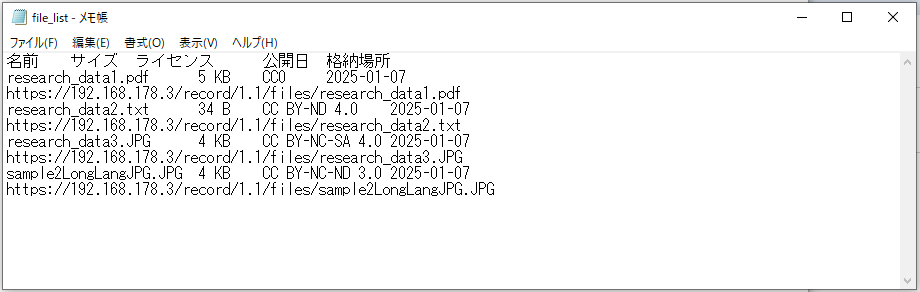 file_list - メモ帳
ファイル(F) 編集(E) 書式(O) 表示(V) ヘルプ(H)
名前 サイズ ライセンス 公開日 格納場所
research_data1.pdf 5 KB CC0 2025-01-07
https://192.168.178.3/record/1.1/files/research_data1.pdf
research_data2.txt 34 B CC BY-ND 4.0 2025-01-07
https://192.168.178.3/record/1.1/files/research_data2.txt
research_data3.JPG 4 KB CC BY-NC-SA 4.0 2025-01-07
https://192.168.178.3/record/1.1/files/research_data3.JPG
sample2LongLangJPG.JPG 4 KB CC BY-NC-ND 3.0 2025-01-07
https://192.168.178.3/record/1.1/files/sample2LongLangJPG.JPG